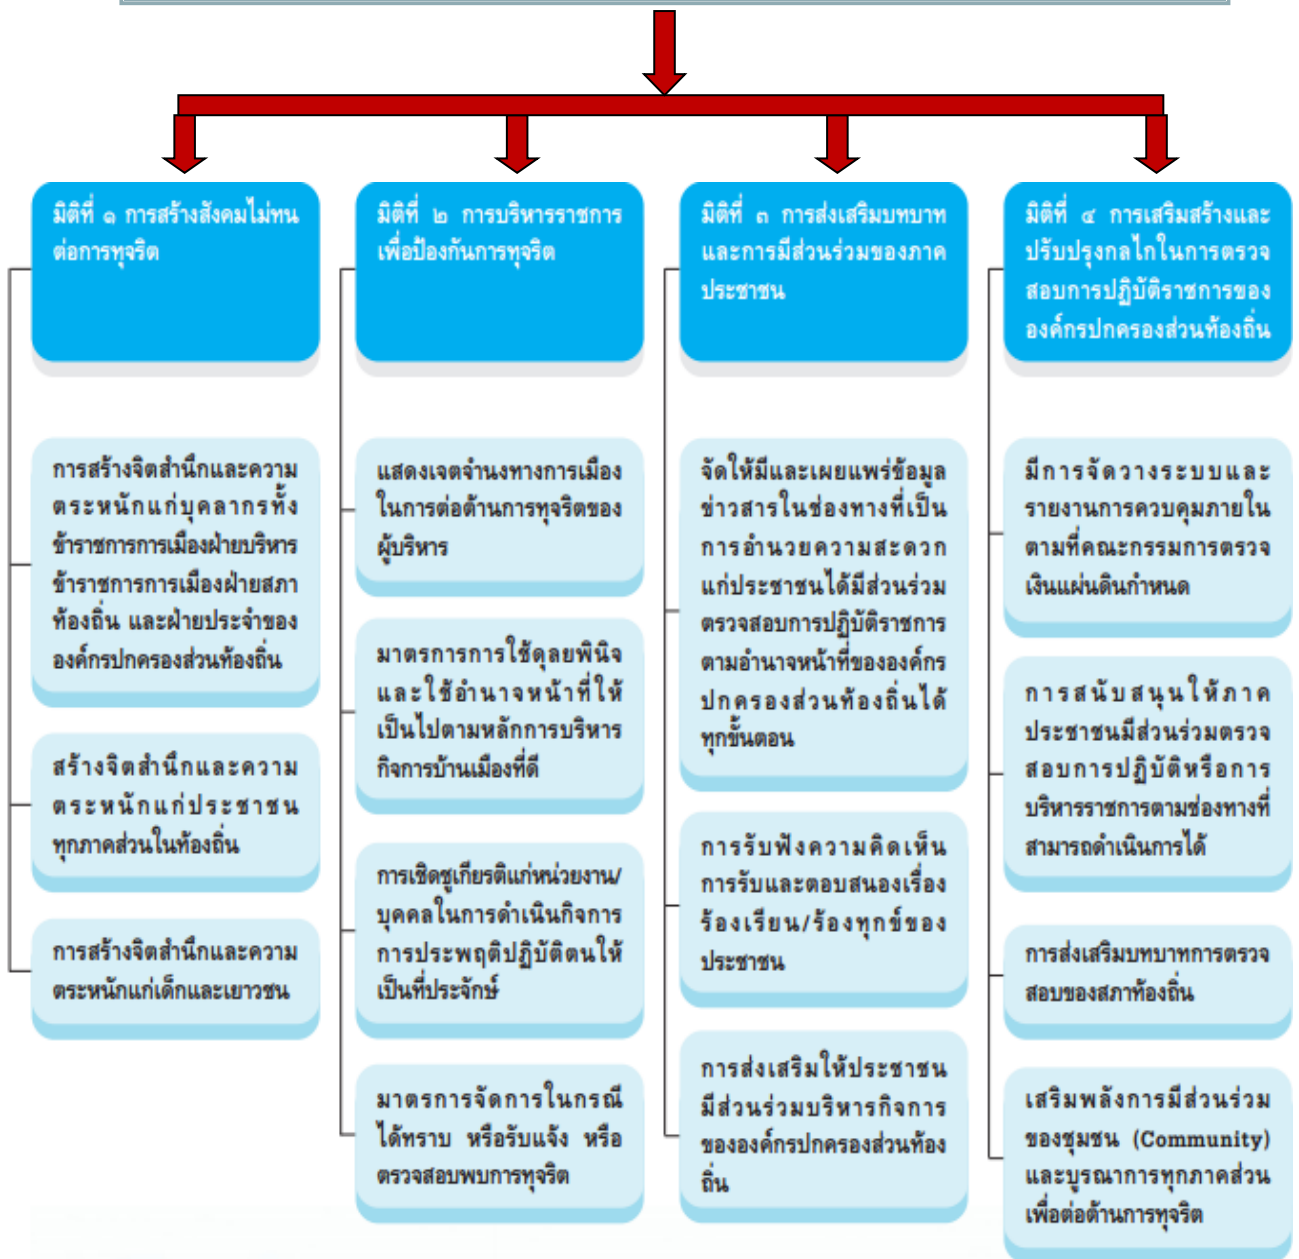 มิติที่ ๑ การสร้างสังคมไม่ทน
ต่อการทุจริต
การสร้างจิตสำนึกและความ
ตระหนักแก่บุคลากรทั้ง
ข้าราชการการเมืองฝ่ายบริหาร
ข้าราชการการเมืองฝ่ายสภา
ท้องถิ่น และฝ่ายประจำของ
องค์กรปกครองส่วนท้องถิ่น
สร้างจิตสำนึกและความ
ตระหนักแก่ประชาชน
ทุกภาคส่วนในท้องถิ่น
การสร้างจิตสำนึกและความ
ตระหนักแก่เด็กและเยาวชน
มิติที่ ๒ การบริหารราชการ
เพื่อป้องกันการทุจริต
แสดงเจตจำนงทางการเมือง
ในการต่อต้านการทุจริตของ
ผู้บริหาร
มาตรการการใช้ดุลยพินิจ
และใช้อำนาจหน้าที่ให้
เป็นไปตามหลักการบริหาร
กิจการบ้านเมืองที่ดี
การเชิดชูเกียรติแก่หน่วยงาน/
บุคคลในการดำเนินกิจการ
การประพฤติปฏิบัติตนให้
เป็นที่ประจักษ์
มาตรการจัดการในกรณี
ได้ทราบ หรือรับแจ้ง หรือ
ตรวจสอบพบการทุจริต
มิติที่ ๓ การส่งเสริมบทบาท
และการมีส่วนร่วมของภาค
ประชาชน
จัดให้มีและเผยแพร่ข้อมูล
ข่าวสารในช่องทางที่เป็น
การอำนวยความสะดวก
แก่ประชาชนได้มีส่วนร่วม
ตรวจสอบการปฏิบัติราชการ
ตามอำนาจหน้าที่ขององค์กร
ปกครองส่วนท้องถิ่นได้
ทุกขั้นตอน
การรับฟังความคิดเห็น
การรับและตอบสนองเรื่อง
ร้องเรียน/ร้องทุกข์ของ
ประชาชน
การส่งเสริมให้ประชาชน
มีส่วนร่วมบริหารกิจการ
ขององค์กรปกครองส่วนท้อง
ถิ่น
มิติที่ ๔ การเสริมสร้างและ
ปรับปรุงกลไกในการตรวจ
สอบการปฏิบัติราชการของ
องค์กรปกครองส่วนท้องถิ่น
มีการจัดวางระบบและ
รายงานการควบคุมภายใน
ตามที่คณะกรรมการตรวจ
เงินแผ่นดินกำหนด
การสนับสนุนให้ภาค
ประชาชนมีส่วนร่วมตรวจ
สอบการปฏิบัติหรือการ
บริหารราชการตามช่องทางที่
สามารถดำเนินการได้
การส่งเสริมบทบาทการตรวจ
สอบของสภาท้องถิ่น
เสริมพลังการมีส่วนร่วม
ของชุมชน (Community)
และบูรณาการทุกภาคส่วน
เพื่อต่อต้านการทุจริต